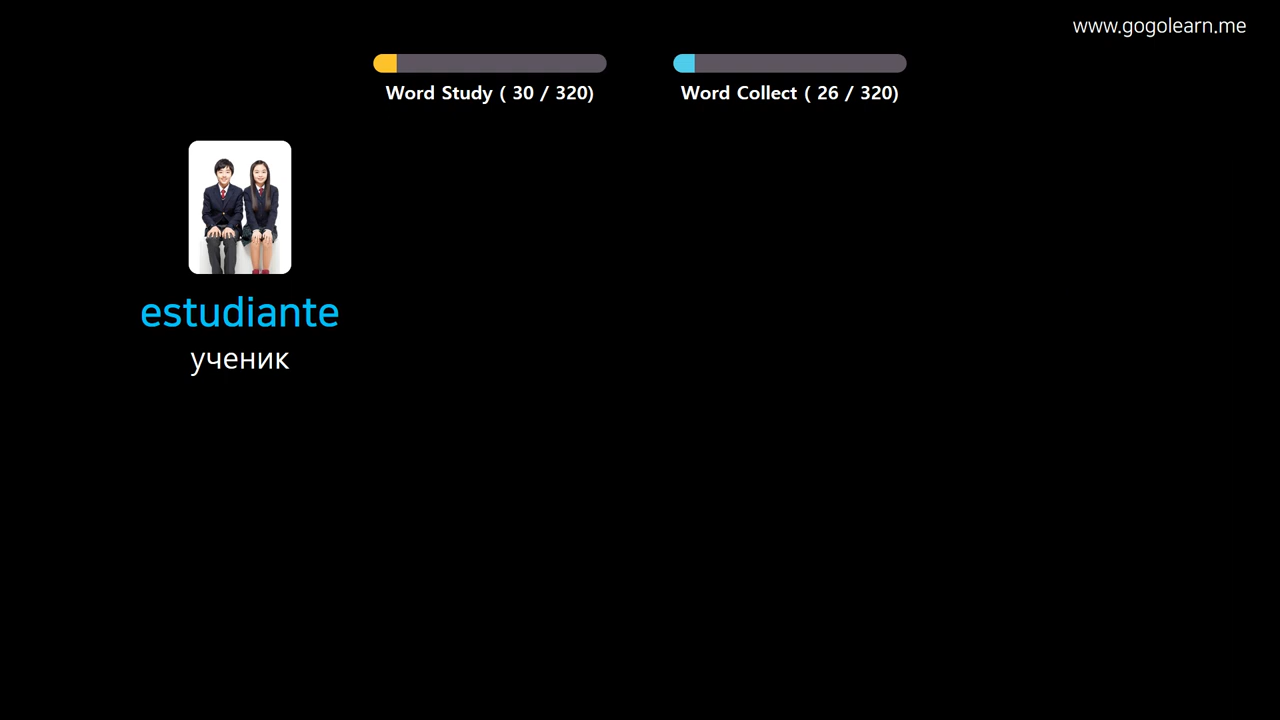 www.gogolearn.me
Word Study ( 30 / 320)
Word Collect ( 26 / 320)
estudiante
ученик